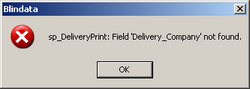 Blindata
sp_DeliveryPrint: Field 'Delivery_Company' not found.
OK